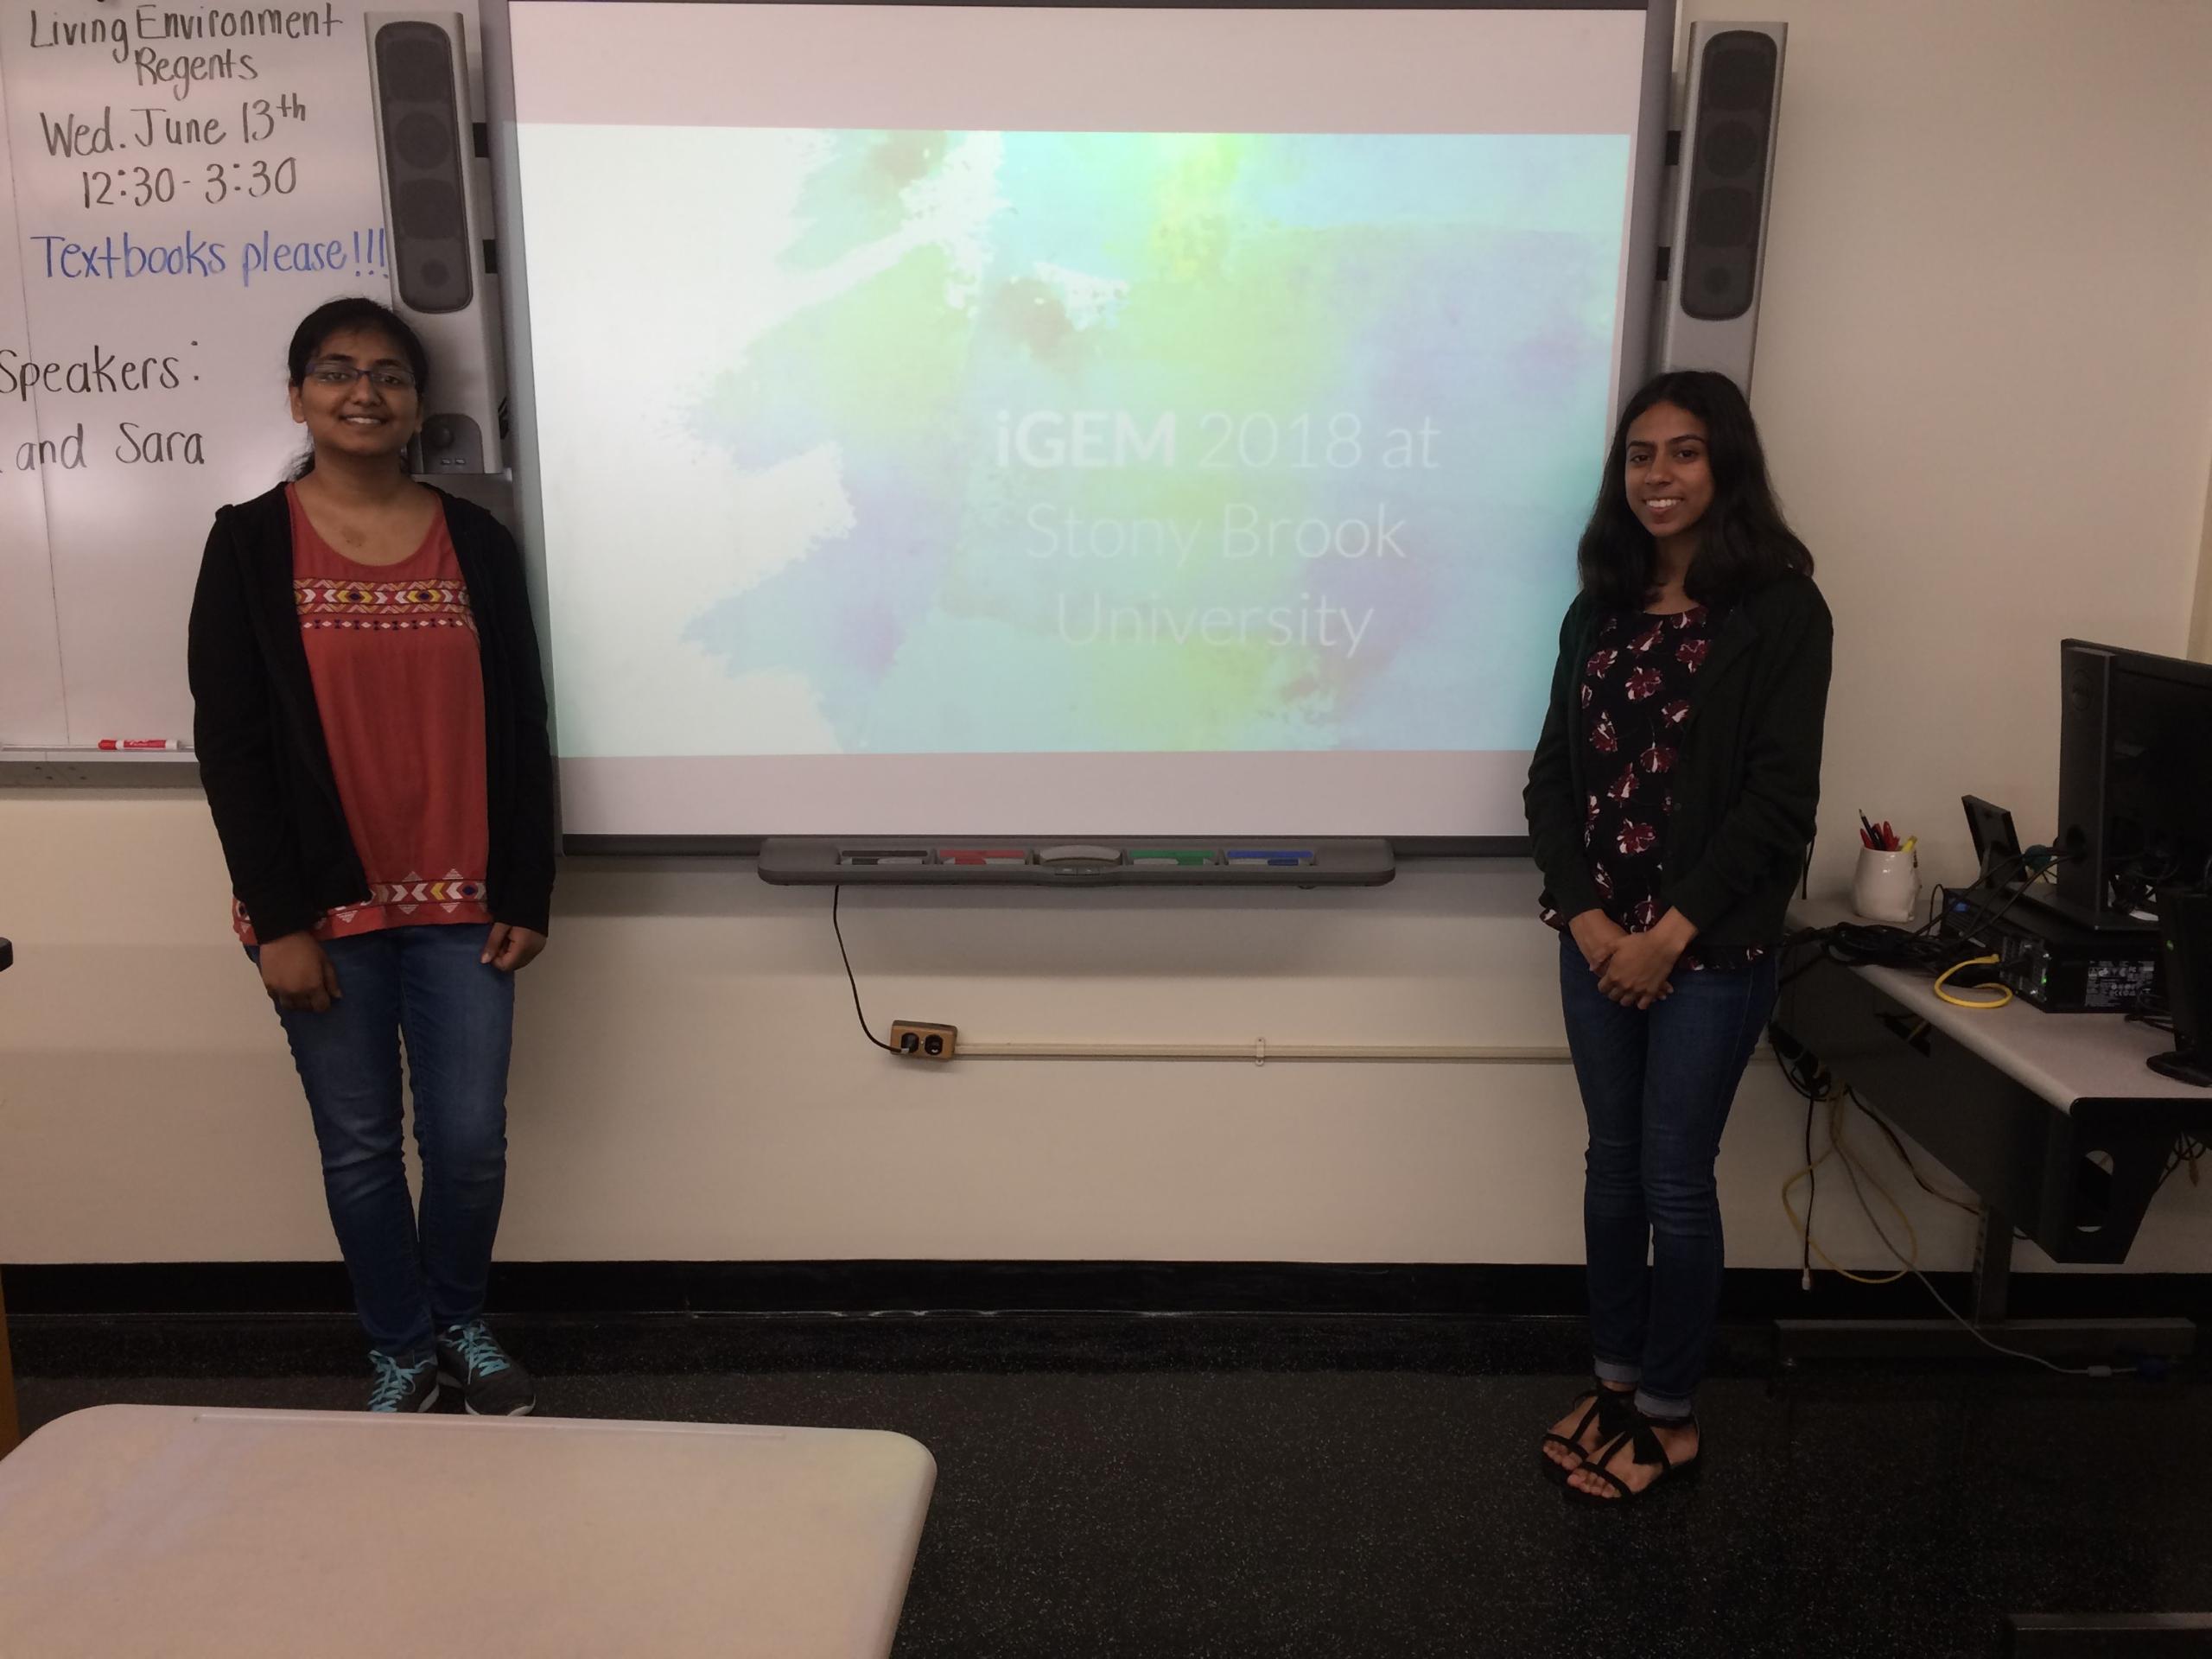 Living Environment
Regents
Wed. June 13th
12:30-3:30
Textbooks please!!!
Speakers:
and Sara
iGEM 2018 at
Stony Brook
University